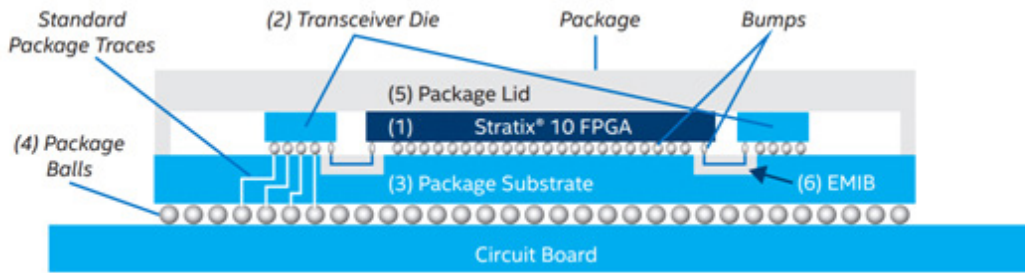 Standard
Package Traces
(2) Transceiver Die
Package
Bumps
(5) Package Lid
(1) Stratix® 10 FPGA
(4) Package
Balls
(3) Package Substrate
(6) EMIB
Circuit Board